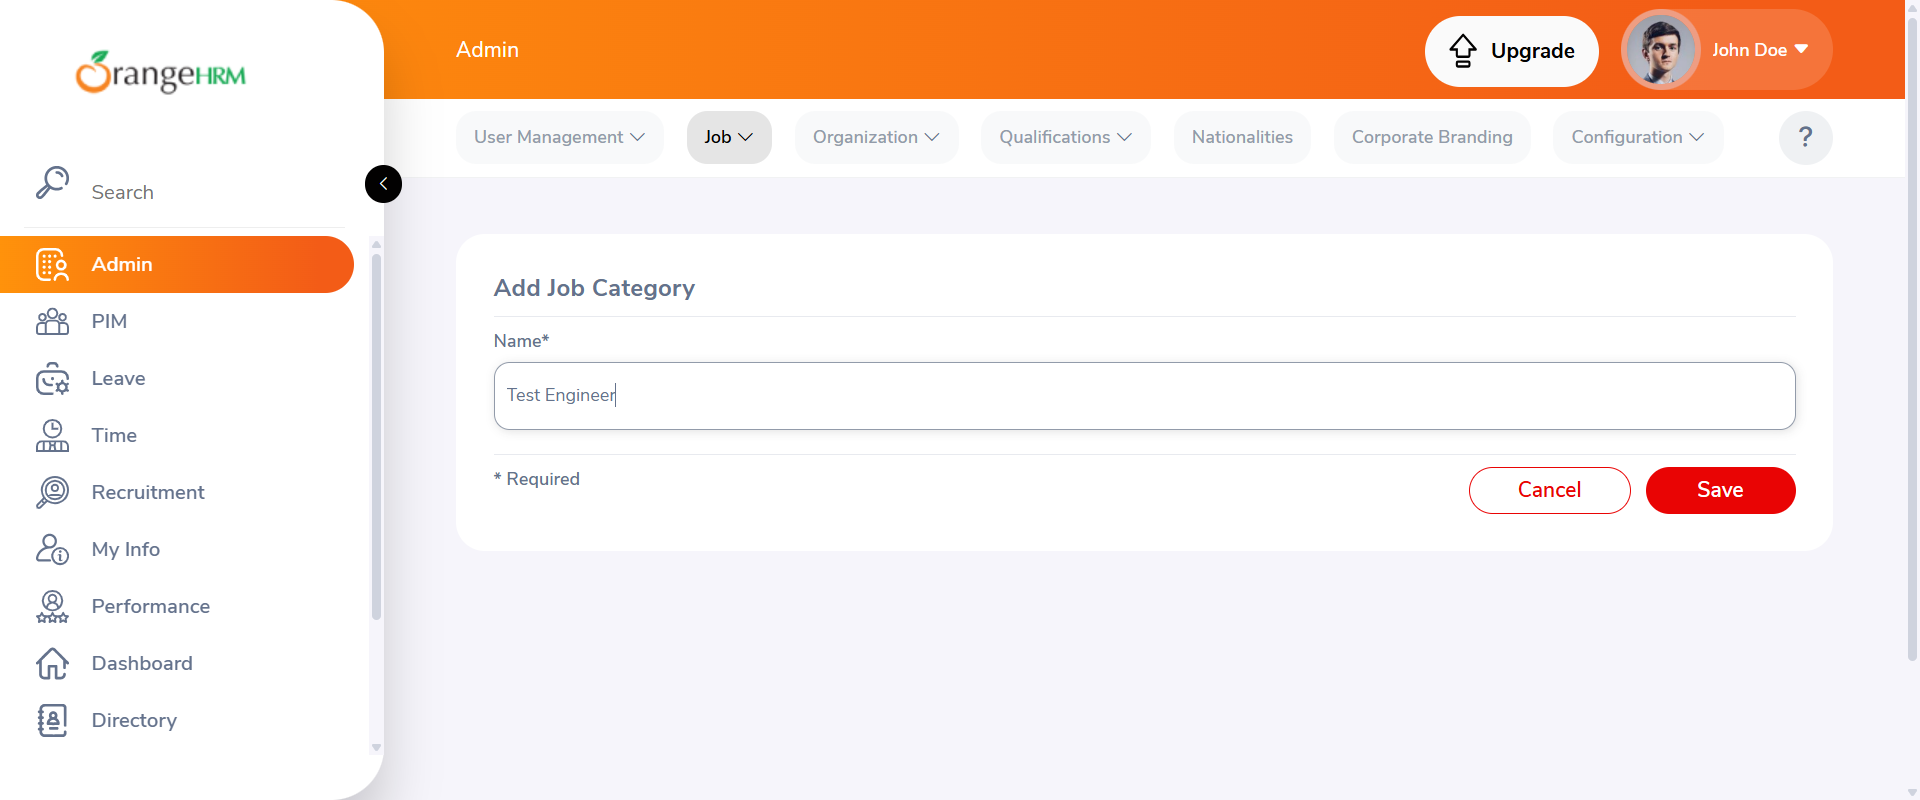 OrangeHRM
Search
Admin
PIM
Leave
Time
Recruitment
My Info
Performance
Dashboard
Directory
Admin
Upgrade
John Doe
User Management
Job
Organization
Qualifications
Nationalities
Corporate Branding
Configuration
?
Add Job Category
Name*
Test Engineer
* Required
Cancel
Save